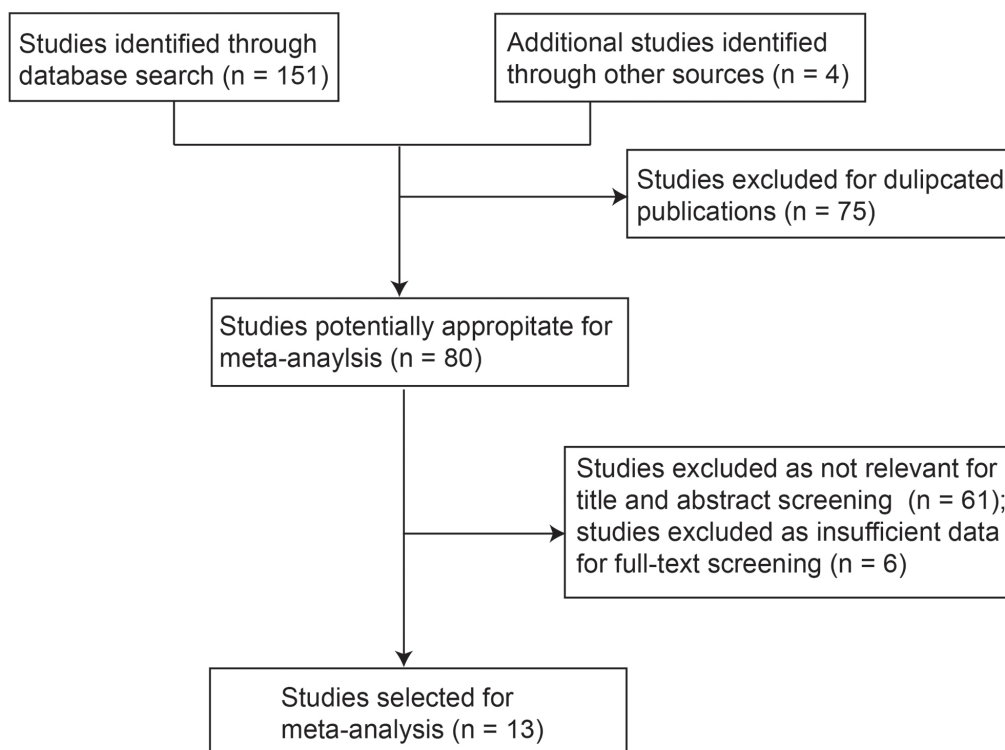 Studies identified through
database search (n = 151)
Additional studies identified
through other sources (n = 4)
Studies excluded for dulipcated
publications (n = 75)
Studies potentially appropitate for
meta-anaylsis (n = 80)
Studies excluded as not relevant for
title and abstract screening  (n = 61);
studies excluded as insufficient data
for full-text screening (n = 6)
Studies selected for
meta-analysis (n = 13)